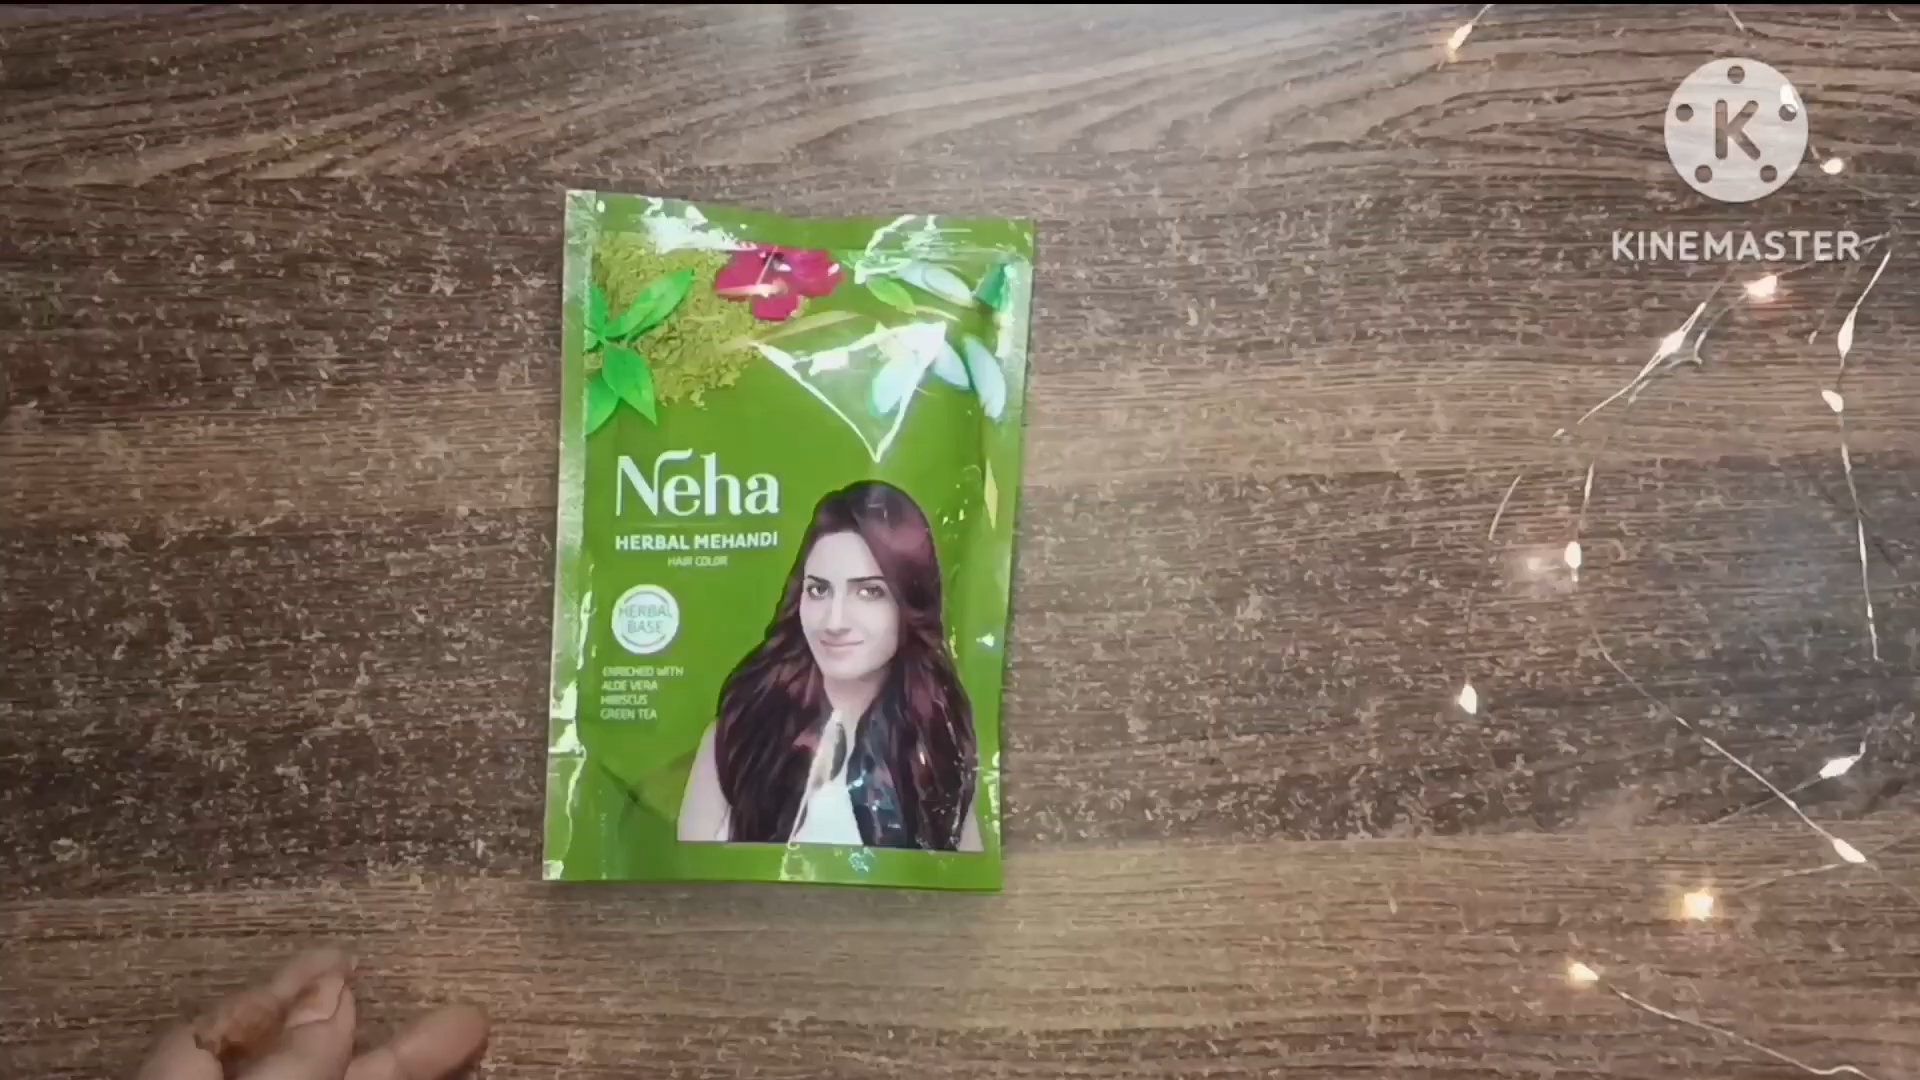 K
KINEMASTER
Neha
HERBAL MEHANDI
HAIR COLOR
HERBAL
BASE
ENRICHED WITH
ALOE VERA
HIBISCUS
GREEN TEA